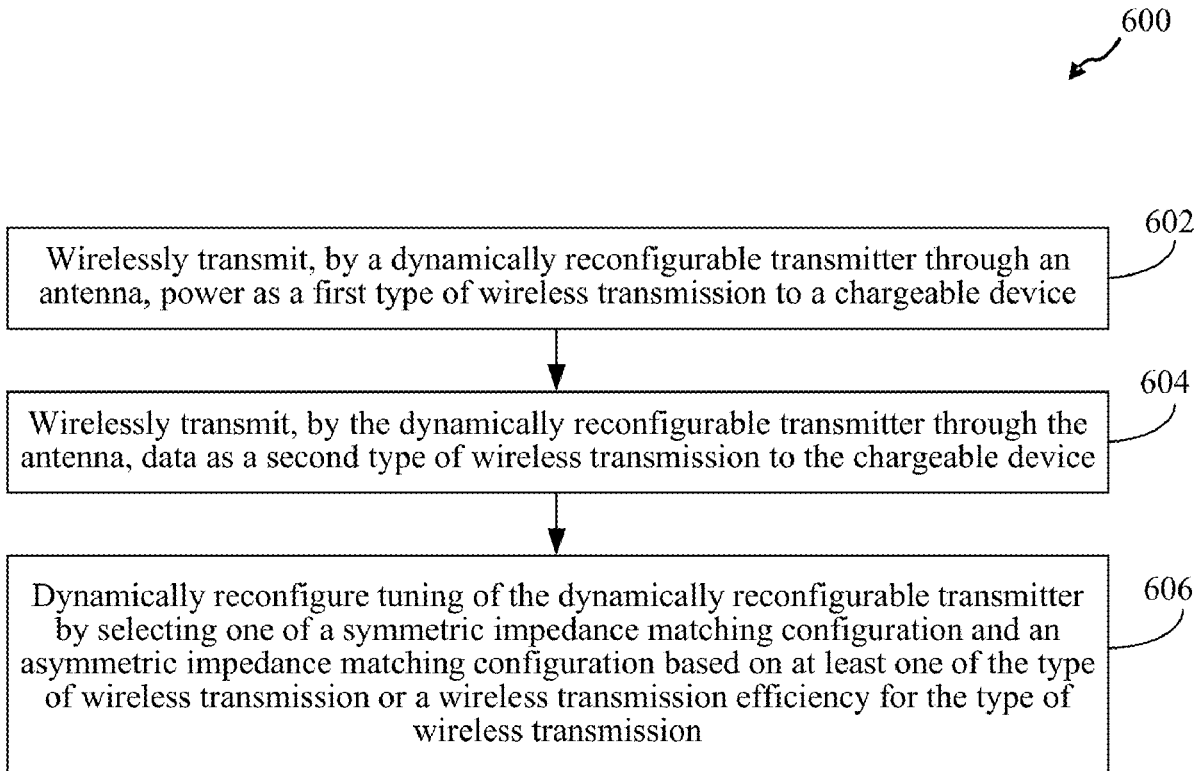 600
602
Wirelessly transmit, by a dynamically reconfigurable transmitter through an
antenna, power as a first type of wireless transmission to a chargeable device
604
Wirelessly transmit, by the dynamically reconfigurable transmitter through the
antenna, data as a second type of wireless transmission to the chargeable device
606
Dynamically reconfigure tuning of the dynamically reconfigurable transmitter
by selecting one of a symmetric impedance matching configuration and an
asymmetric impedance matching configuration based on at least one of the type
of wireless transmission or a wireless transmission efficiency for the type of
wireless transmission